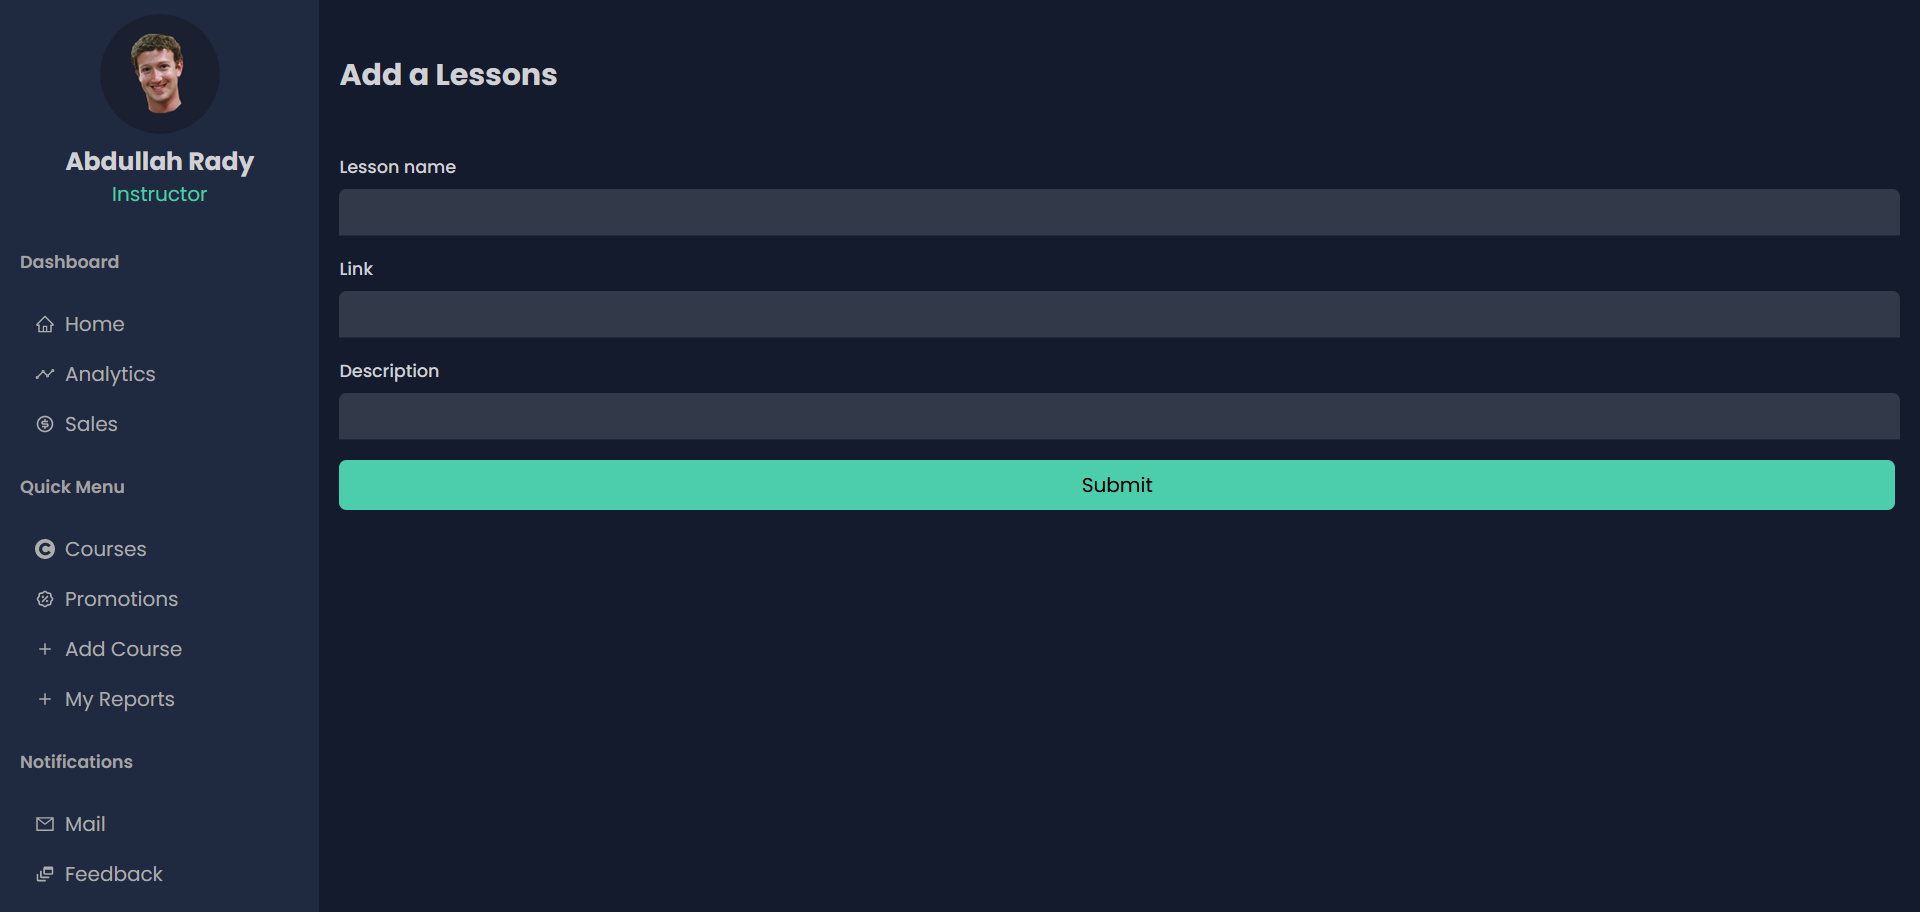 Abdullah Rady
Instructor
Dashboard
Home
Analytics
Sales
Quick Menu
Courses
Promotions
Add Course
My Reports
Notifications
Mail
Feedback
Add a Lessons
Lesson name
Link
Description
Submit